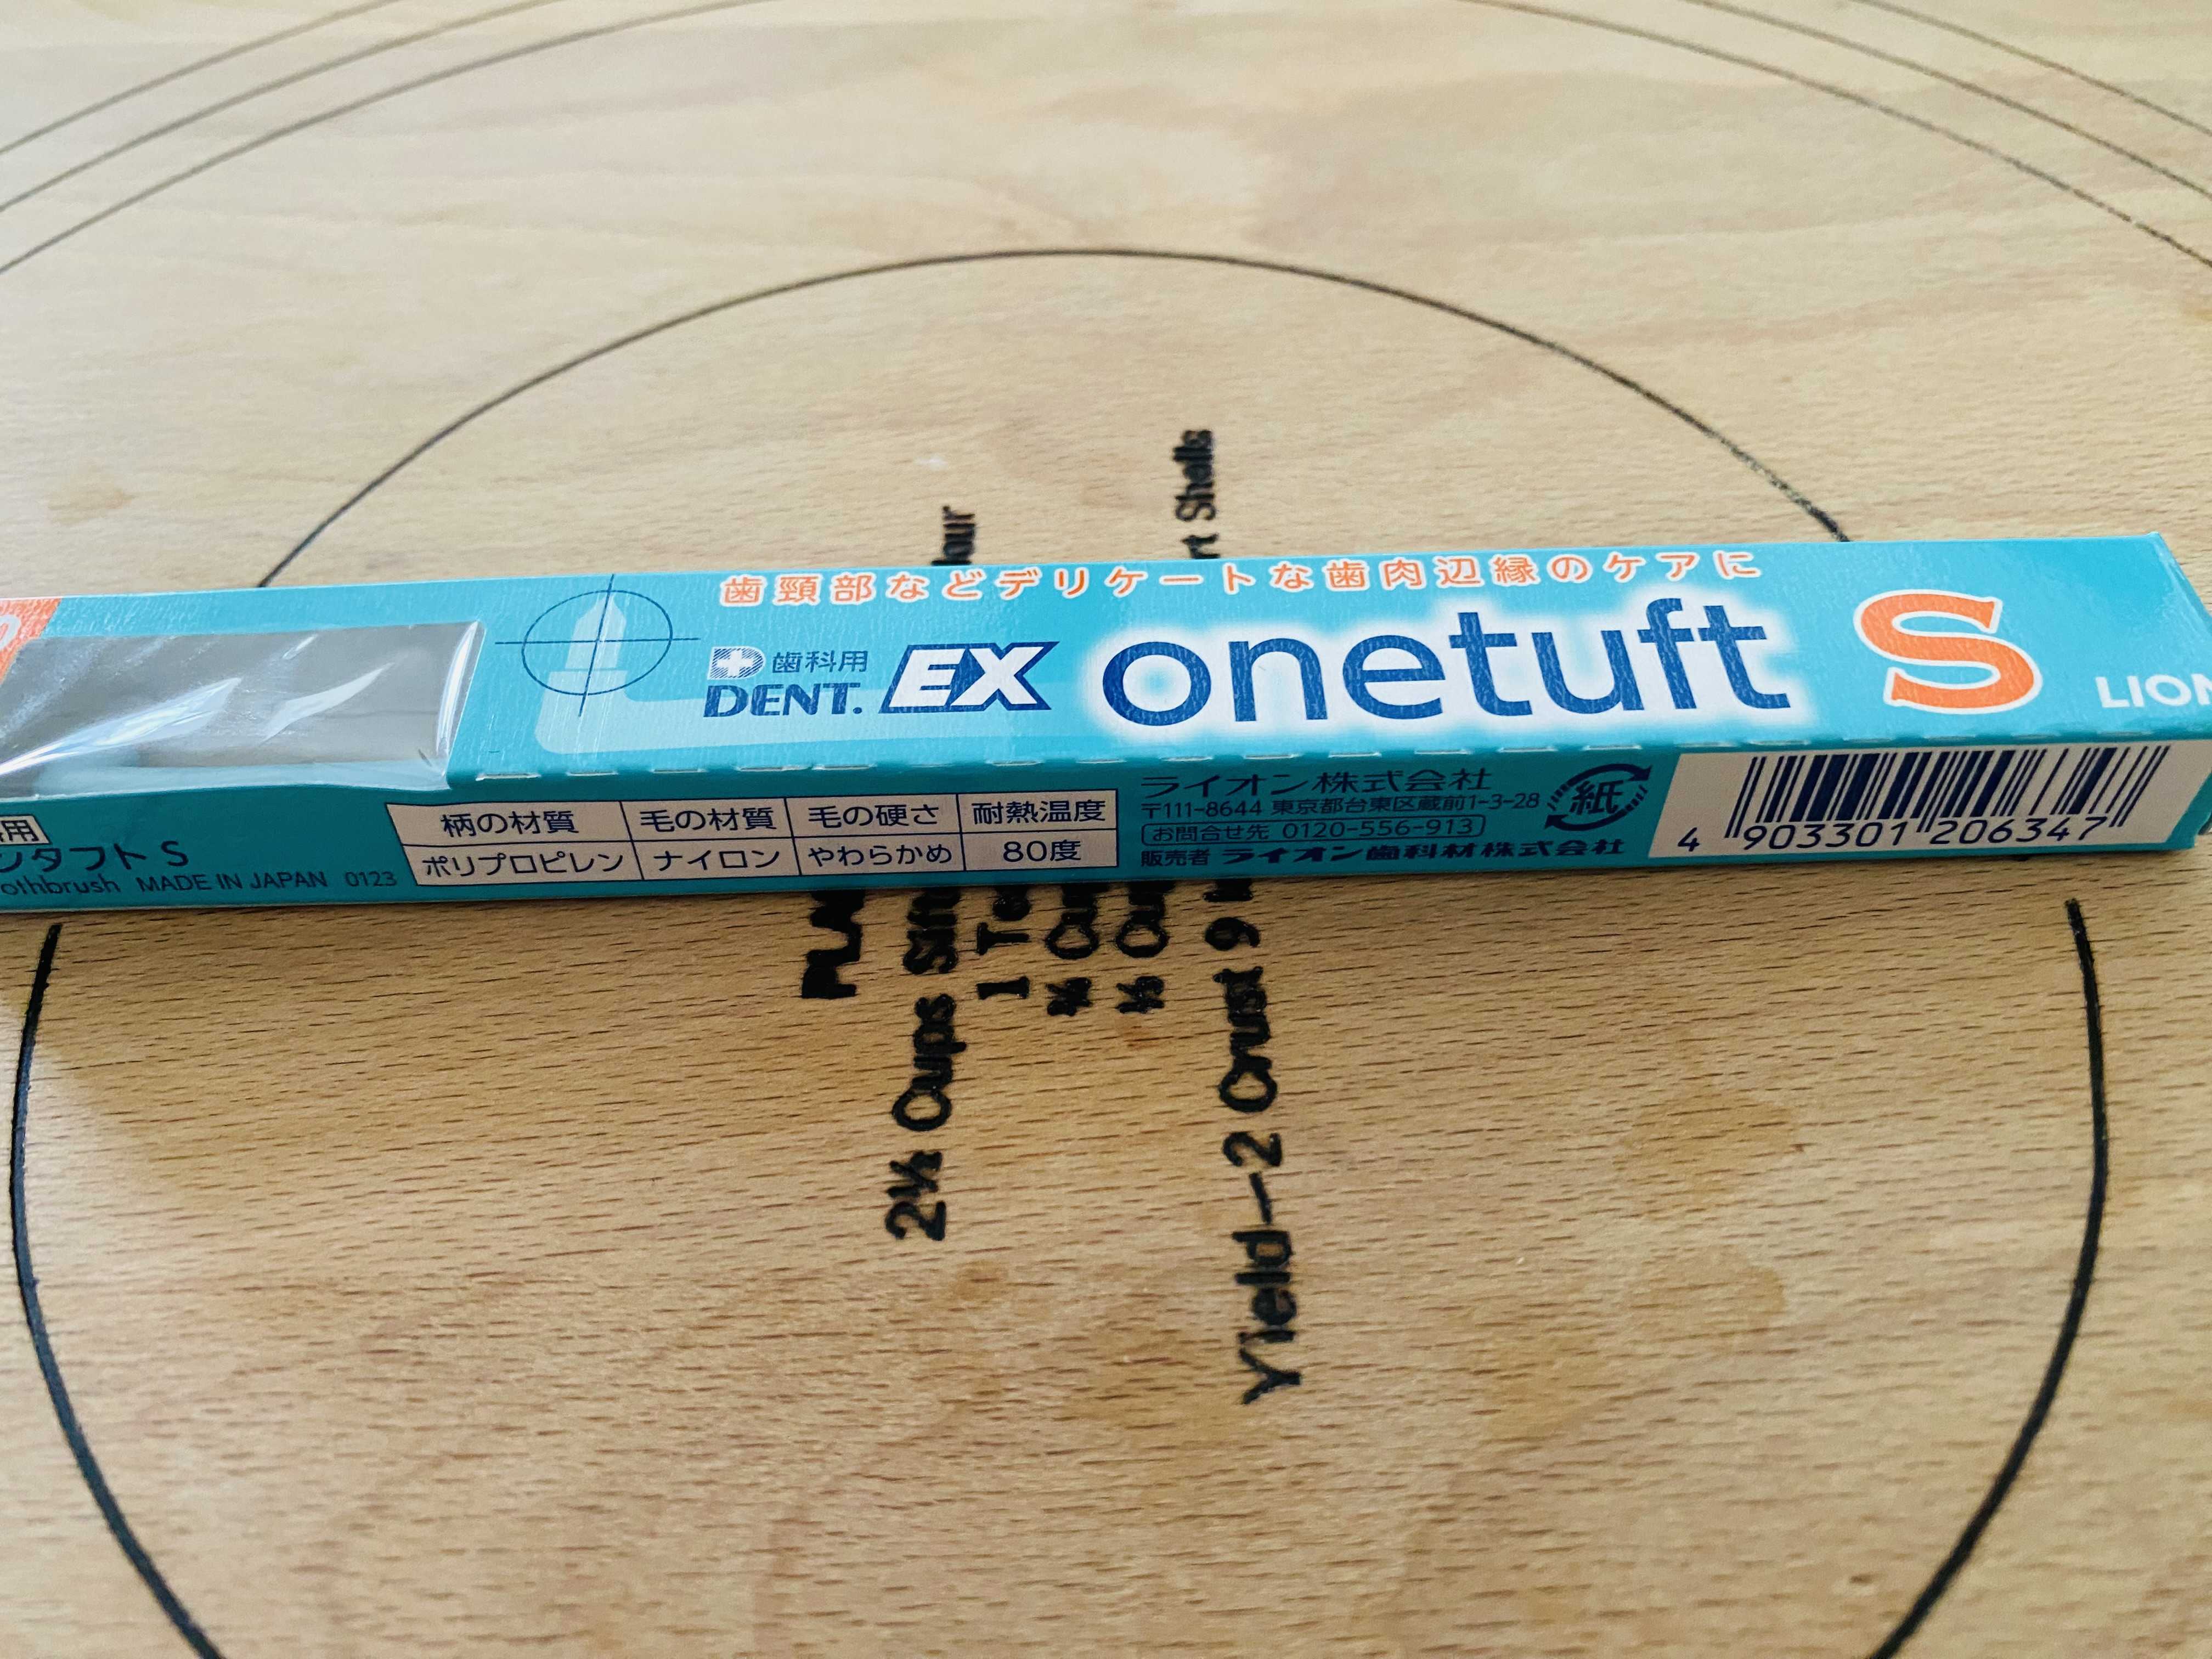 歯頸部などデリケートな歯肉辺縁のケアに
歯科用
DENT. EX onetuft S
LION
用
ンタフト S
othbrush MADE IN JAPAN 0123
柄の材質 毛の材質 毛の硬さ 耐熱温度
ポリプロピレン ナイロン やわらかめ 80度
ライオン株式会社
〒111-8644 東京都台東区蔵前1-3-28
お問合せ先 0120-556-913
販売者 ライオン歯科材株式会社
紙
4 903301 206347
2⅓ Cups
1
Yield—2 Crust 9
Shells